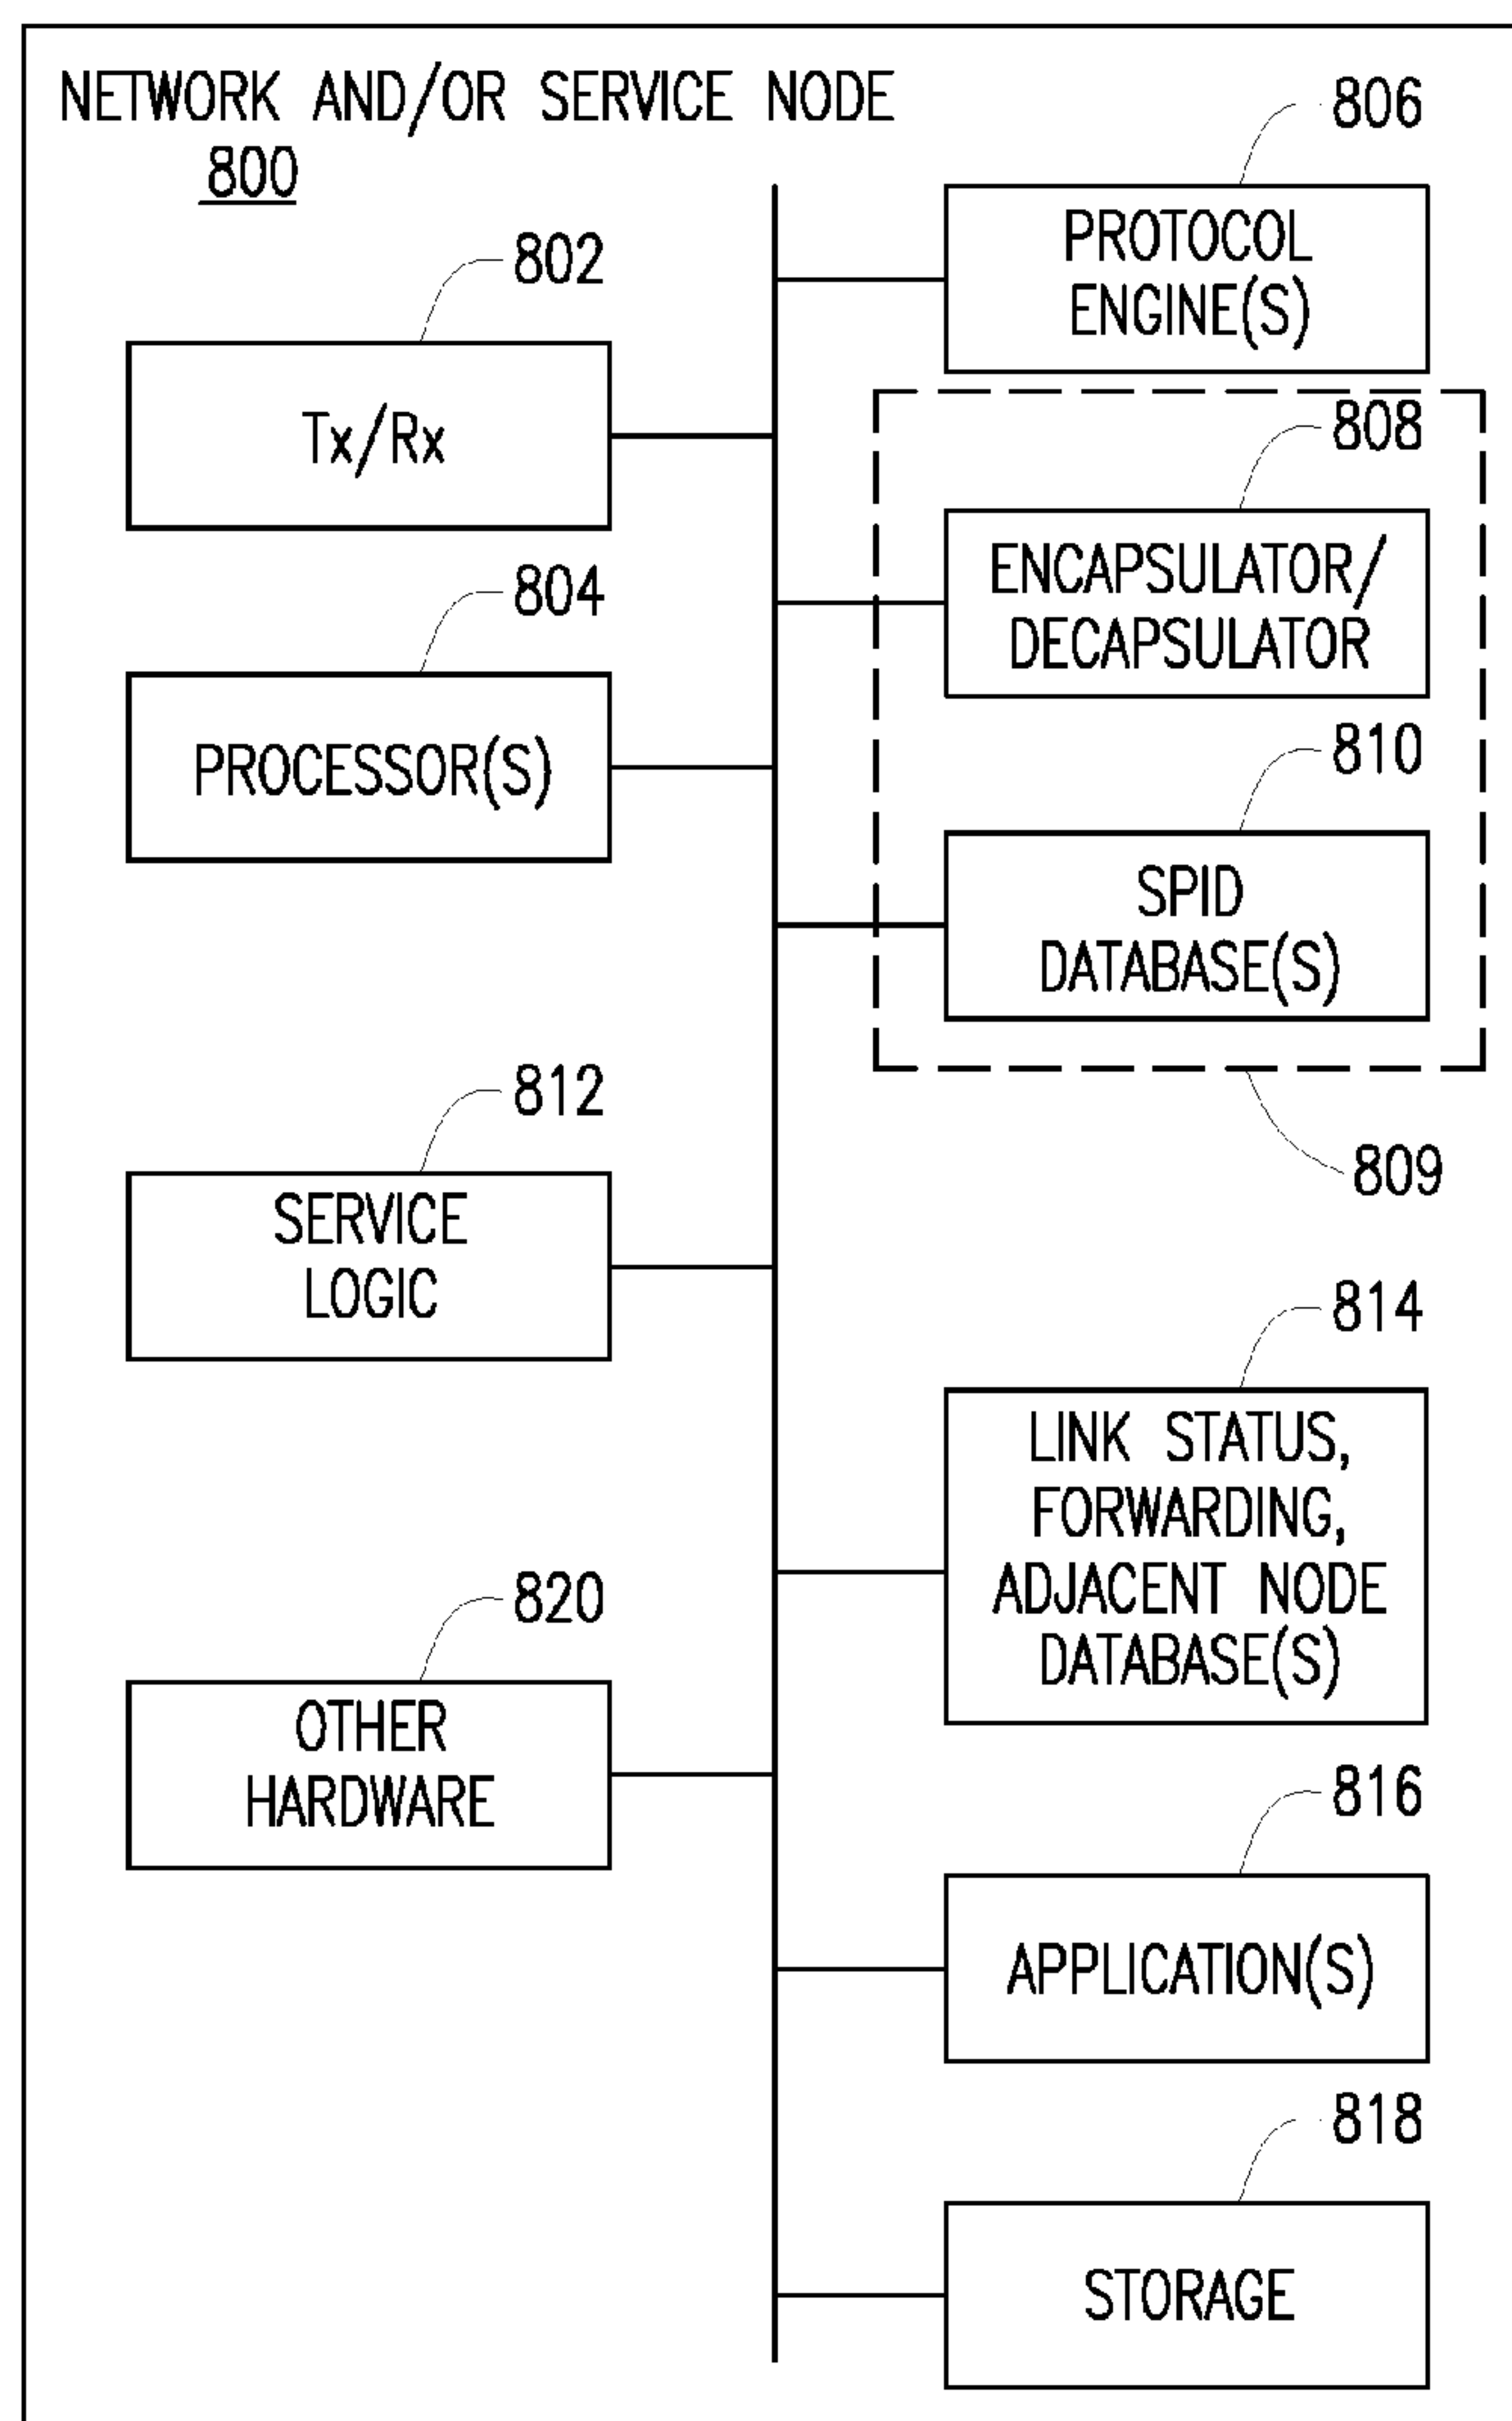 NETWORK AND/OR SERVICE NODE
800
806
PROTOCOL
ENGINE(S)
802
Tx/Rx
808
ENCAPSULATOR/
DECAPSULATOR
804
PROCESSOR(S)
810
SPID
DATABASE(S)
809
812
SERVICE
LOGIC
814
LINK STATUS,
FORWARDING,
ADJACENT NODE
DATABASE(S)
820
OTHER
HARDWARE
816
APPLICATION(S)
818
STORAGE